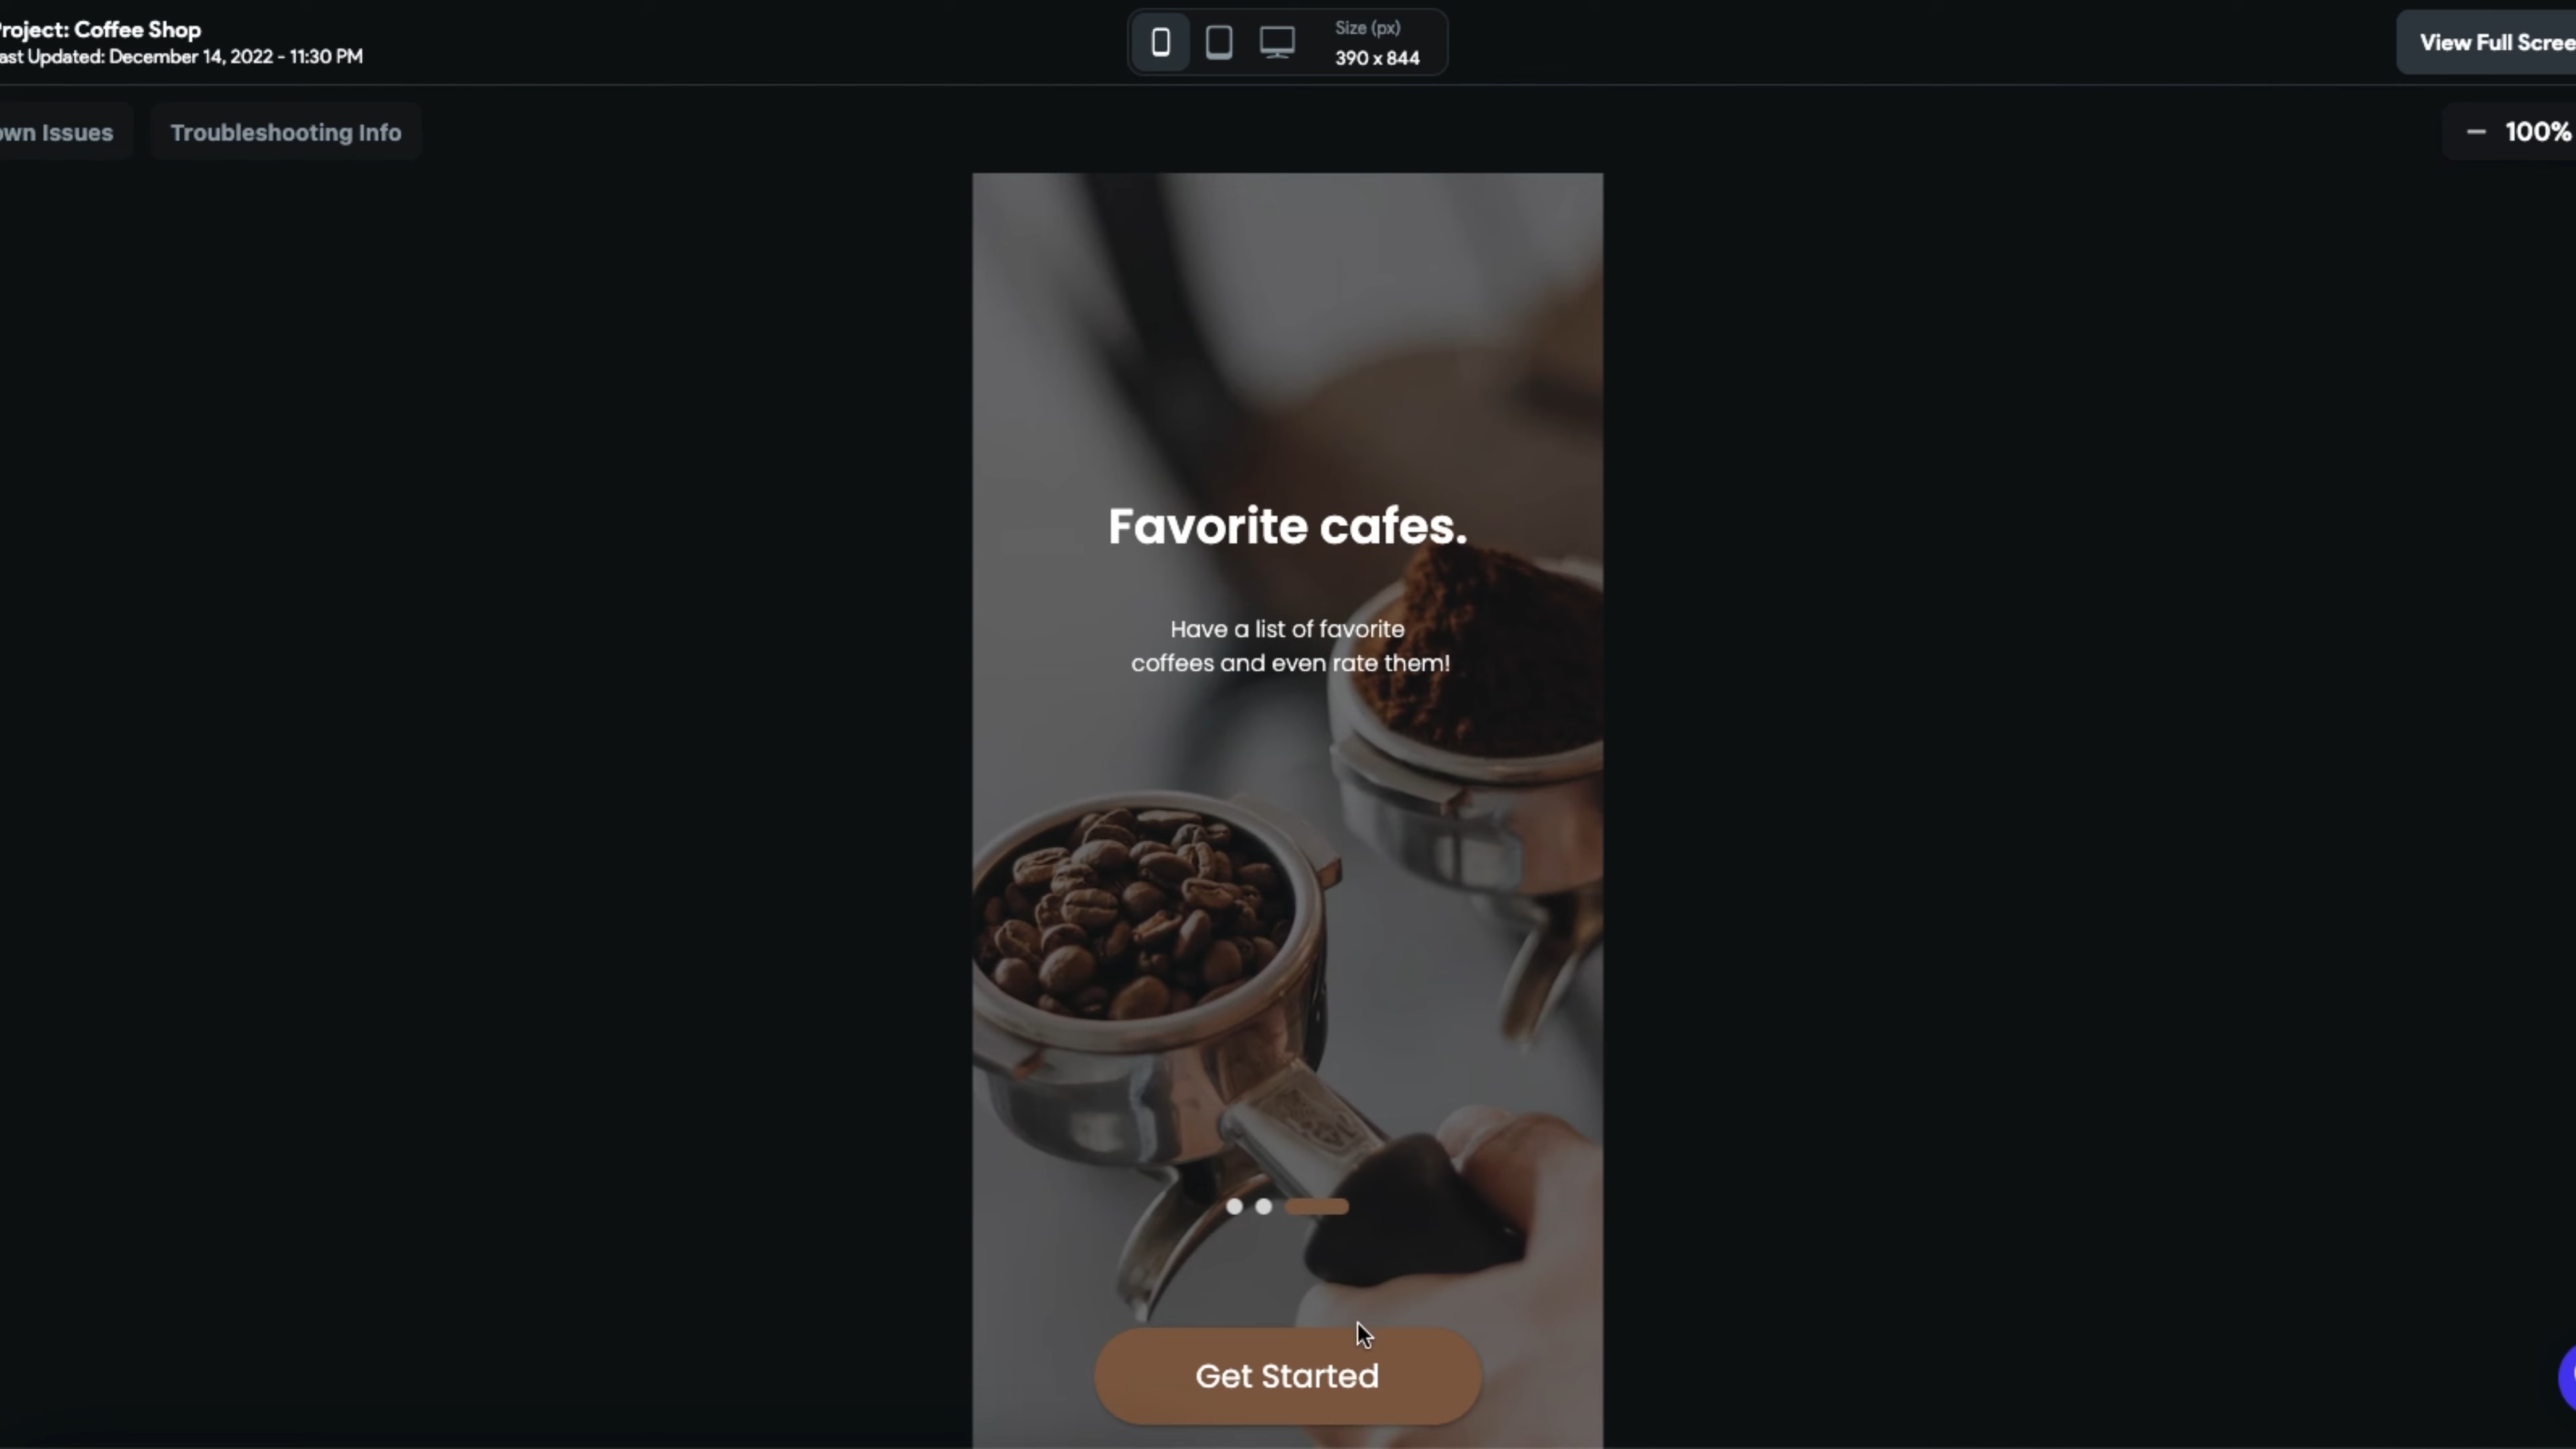 roject: Coffee Shop
ast Updated: December 14, 2022 - 11:30 PM
Size (px)
390 x 844
View Full Scree
own Issues
Troubleshooting Info
100%
Favorite cafes.
Have a list of favorite
coffees and even rate them!
Get Started